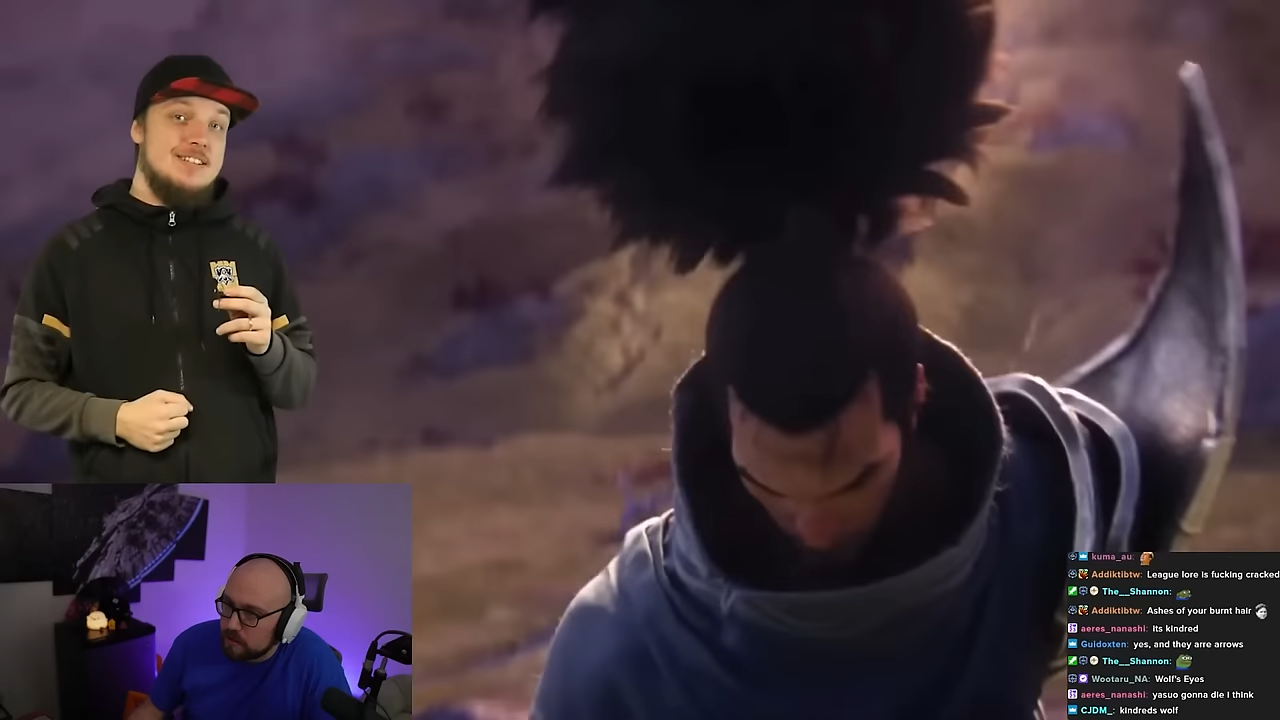 kuma_au:
Addiktibtw: League lore is fucking cracked
The__Shannon:
Addiktibtw: Ashes of your burnt hair
aeres_nanashi: Its kindred
Guidoxten: yes, and they arre arrows
The__Shannon:
Wootaru_NA: Wolf's Eyes
aeres_nanashi: yasuo gonna die I think
CJDM_: kindreds wolf